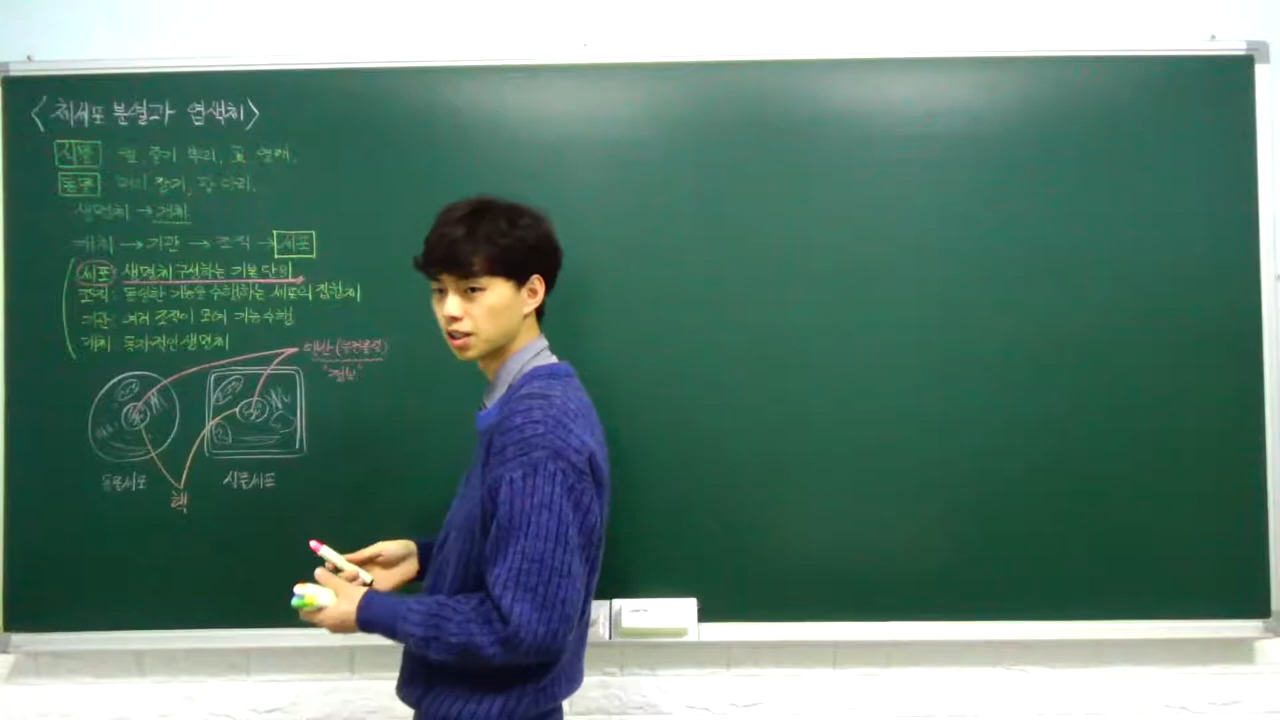 <체세포 분열과 염색체>
식물 잎, 줄기 뿌리, 꽃 열매,
동물 머리 장기, 팔 다리,
생명체 → 개체
개체 → 기관 → 조직 → 세포
세포: 생명체 구성하는 기본 단위
조직: 동일한 기능을 수행하는 세포의 집합체
기관: 여러 조직이 모여 기능수행
개체: 독자적인 생명체
동물세포 식물세포
핵